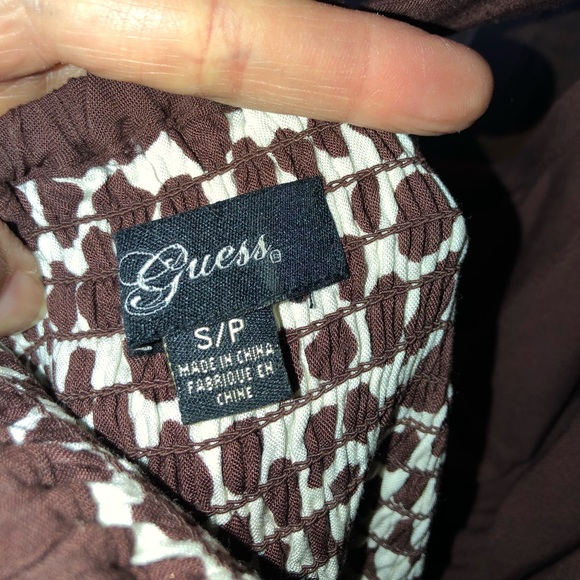 Guess®
S/P
MADE IN CHINA
FABRIQUE EN
CHINE